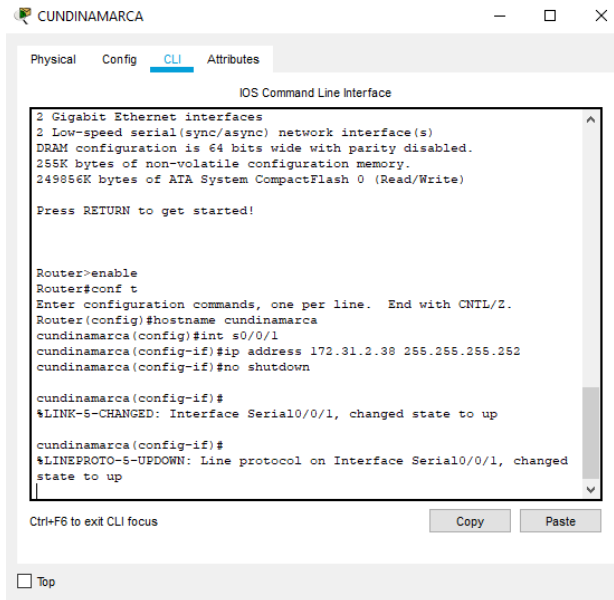 CUNDINAMARCA
Physical Config CLI Attributes
IOS Command Line Interface
2 Gigabit Ethernet interfaces
2 Low-speed serial(sync/async) network interface(s)
DRAM configuration is 64 bits wide with parity disabled.
255K bytes of non-volatile configuration memory.
249856K bytes of ATA System CompactFlash 0 (Read/Write)
Press RETURN to get started!
Router>enable
Router#conf t
Enter configuration commands, one per line.  End with CNTL/Z.
Router(config)#hostname cundinamarca
cundinamarca(config)#int s0/0/1
cundinamarca(config-if)#ip address 172.31.2.38 255.255.255.252
cundinamarca(config-if)#no shutdown
cundinamarca(config-if)#
%LINK-5-CHANGED: Interface Serial0/0/1, changed state to up
cundinamarca(config-if)#
%LINEPROTO-5-UPDOWN: Line protocol on Interface Serial0/0/1, changed
state to up
Ctrl+F6 to exit CLI focus Copy Paste
Top